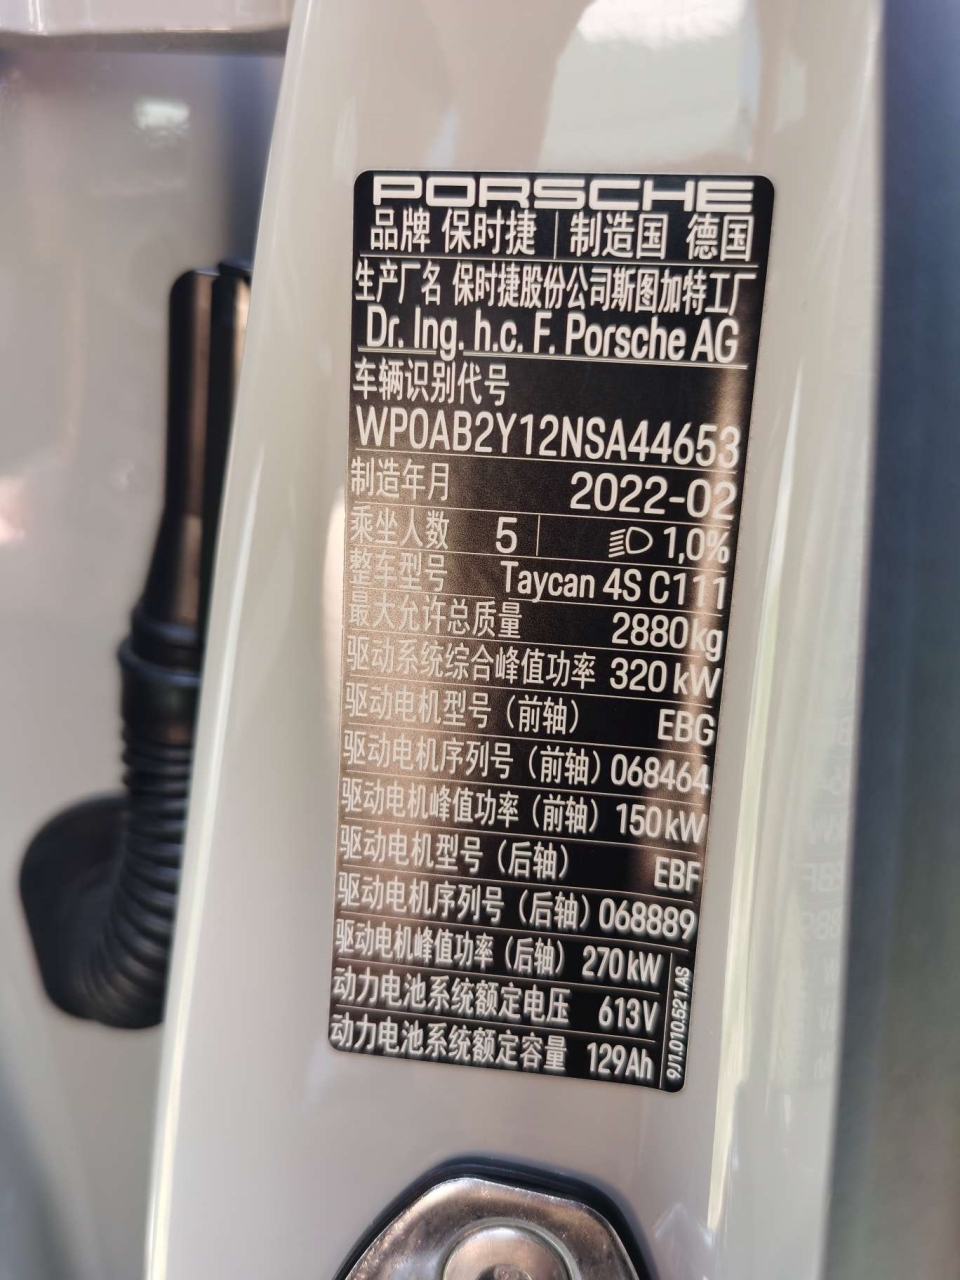 PORSCHE
品牌 保时捷 制造国 德国
生产厂名 保时捷股份公司斯图加特工厂
Dr. Ing. h.c. F. Porsche AG
车辆识别代号
WP0AB2Y12NSA44653
制造年月 2022-02
乘坐人数 5 1,0%
整车型号 Taycan 4S C111
最大允许总质量 2880kg
驱动系统综合峰值功率 320 kW
驱动电机型号（前轴） EBG
驱动电机序列号（前轴）068464
驱动电机峰值功率（前轴）150kW
驱动电机型号（后轴） EBF
驱动电机序列号（后轴）068889
驱动电机峰值功率（后轴）270kW
动力电池系统额定电压 613V
动力电池系统额定容量 129Ah
9J1.010.521.AS